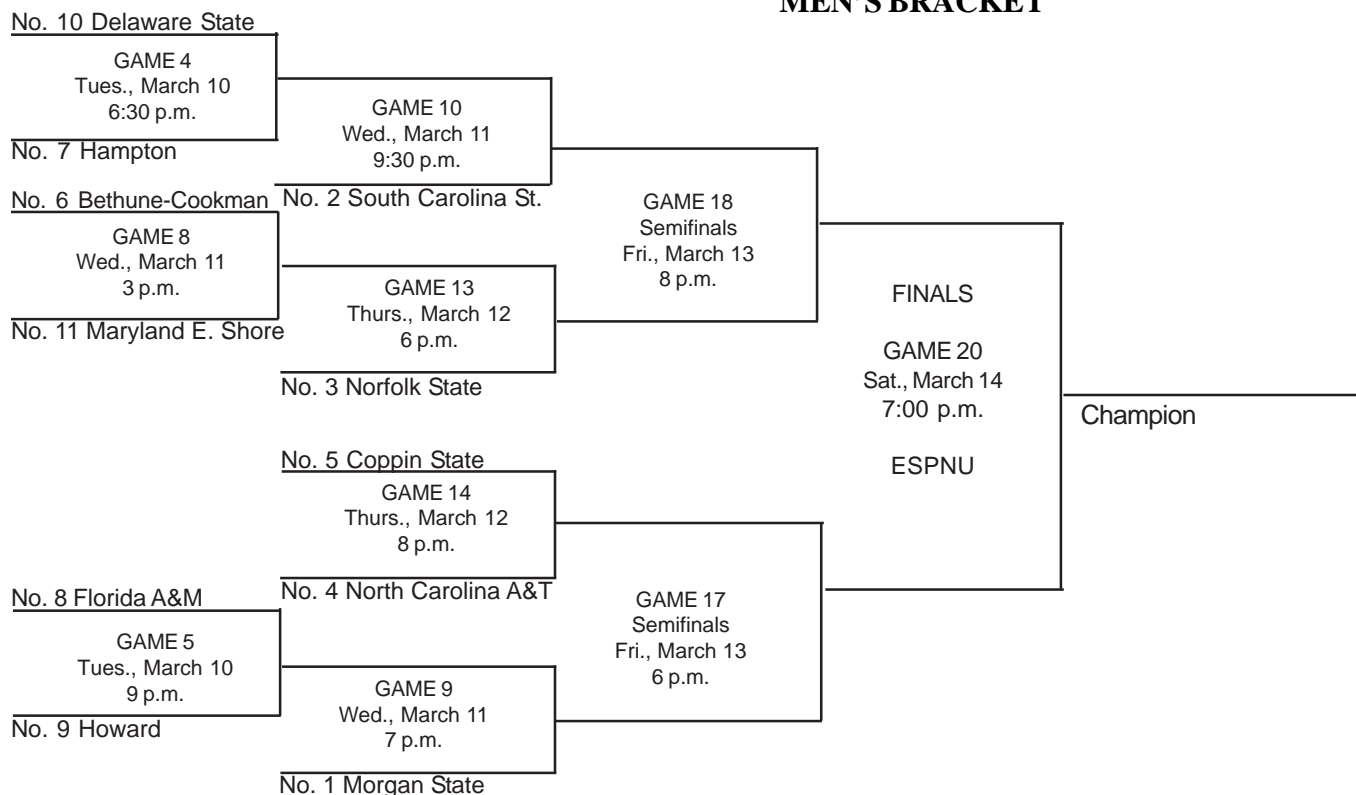 MEN'S BRACKET
No. 10 Delaware State
GAME 4
Tues., March 10
6:30 p.m.
No. 7 Hampton
GAME 10
Wed., March 11
9:30 p.m.
No. 2 South Carolina St.
No. 6 Bethune-Cookman
GAME 8
Wed., March 11
3 p.m.
No. 11 Maryland E. Shore
GAME 13
Thurs., March 12
6 p.m.
No. 3 Norfolk State
GAME 18
Semifinals
Fri., March 13
8 p.m.
FINALS
GAME 20
Sat., March 14
7:00 p.m.
ESPNU
Champion
No. 5 Coppin State
GAME 14
Thurs., March 12
8 p.m.
No. 4 North Carolina A&T
No. 8 Florida A&M
GAME 5
Tues., March 10
9 p.m.
No. 9 Howard
GAME 9
Wed., March 11
7 p.m.
No. 1 Morgan State
GAME 17
Semifinals
Fri., March 13
6 p.m.